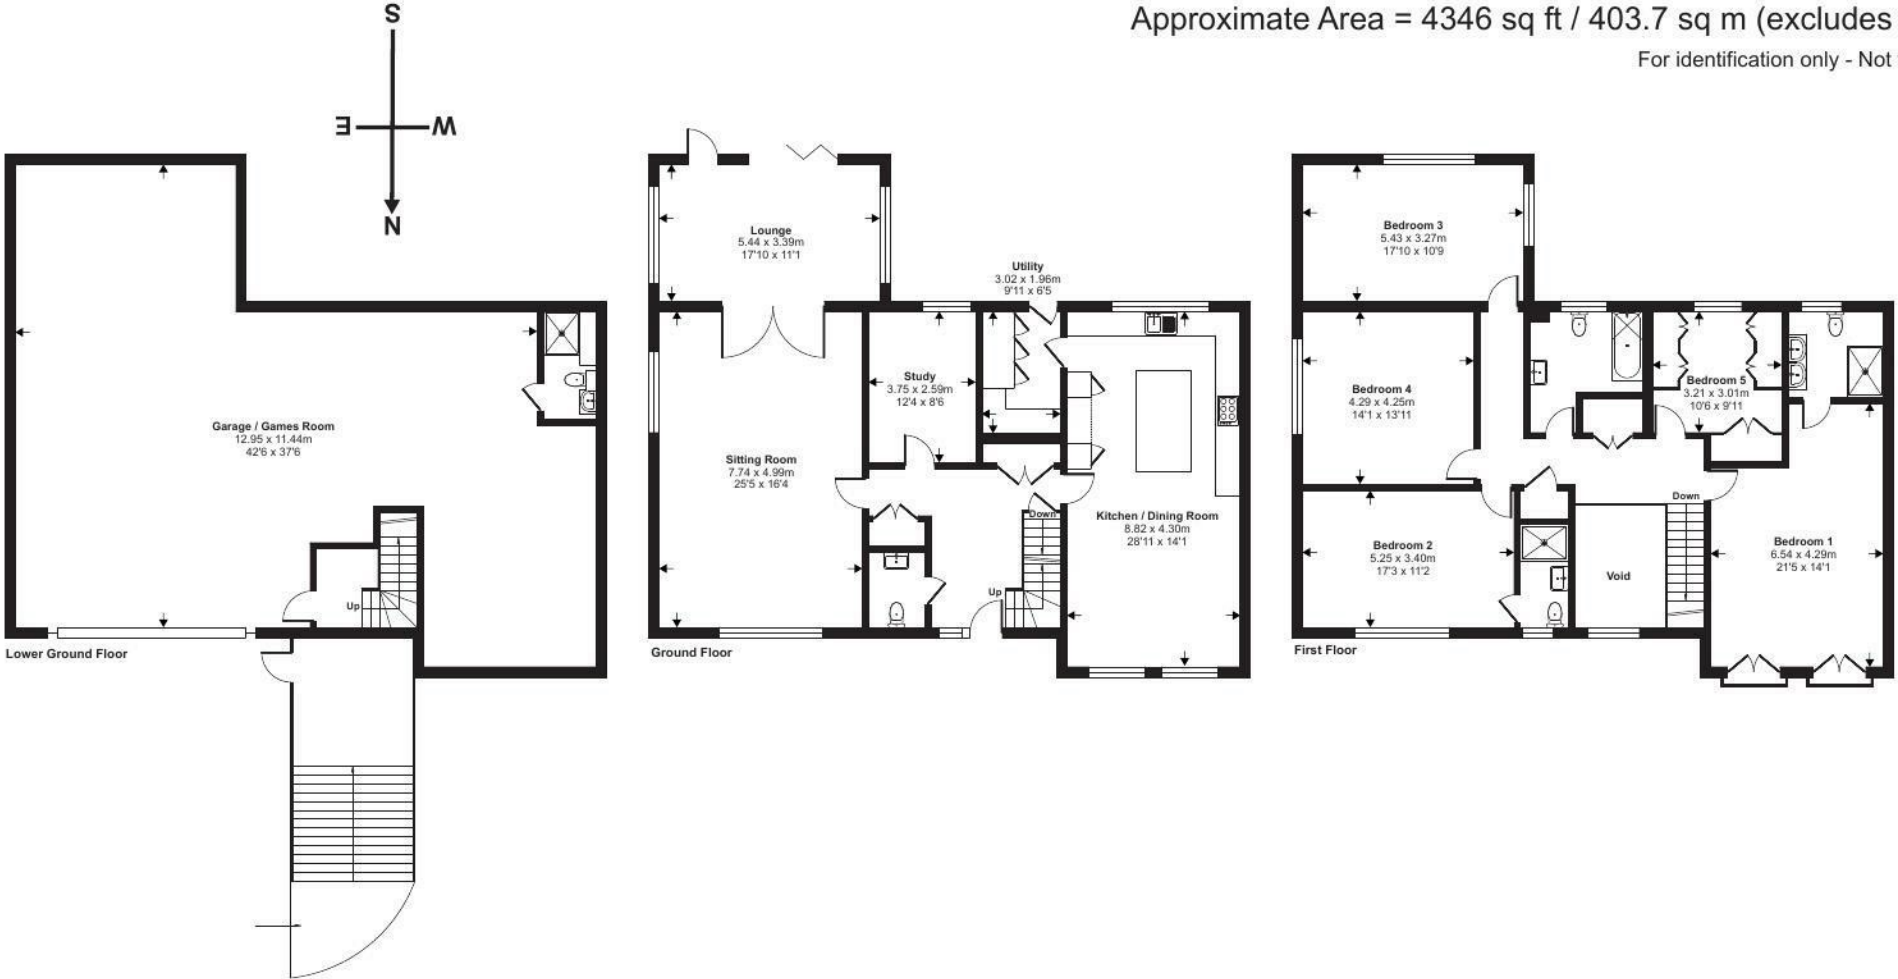 Approximate Area = 4346 sq ft / 403.7 sq m (excludes
For identification only - Not
S
E
W
N
Garage / Games Room
12.95 x 11.44m
42'6 x 37'6
Up
Lower Ground Floor
Lounge
5.44 x 3.39m
17'10 x 11'1
Utility
3.02 x 1.96m
9'11 x 6'5
Study
3.75 x 2.59m
12'4 x 8'6
Sitting Room
7.74 x 4.99m
25'5 x 16'4
Down
Kitchen / Dining Room
8.82 x 4.30m
28'11 x 14'1
Up
Ground Floor
Bedroom 3
5.43 x 3.27m
17'10 x 10'9
Bedroom 4
4.29 x 4.25m
14'1 x 13'11
Bedroom 5
3.21 x 3.01m
10'6 x 9'11
Down
Bedroom 2
5.25 x 3.40m
17'3 x 11'2
Void
Bedroom 1
6.54 x 4.29m
21'5 x 14'1
First Floor